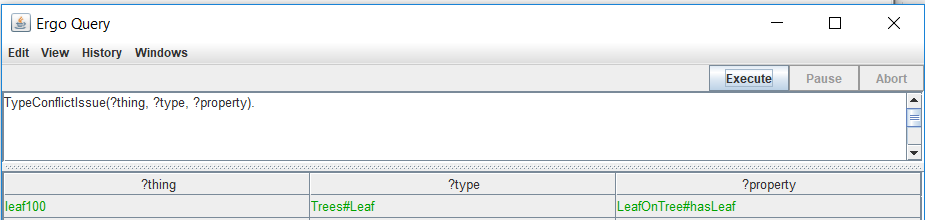 Ergo Query
Edit View History Windows
Execute Pause Abort
TypeConflictIssue(?thing, ?type, ?property).
?thing ?type ?property
leaf100 Trees#Leaf LeafOnTree#hasLeaf